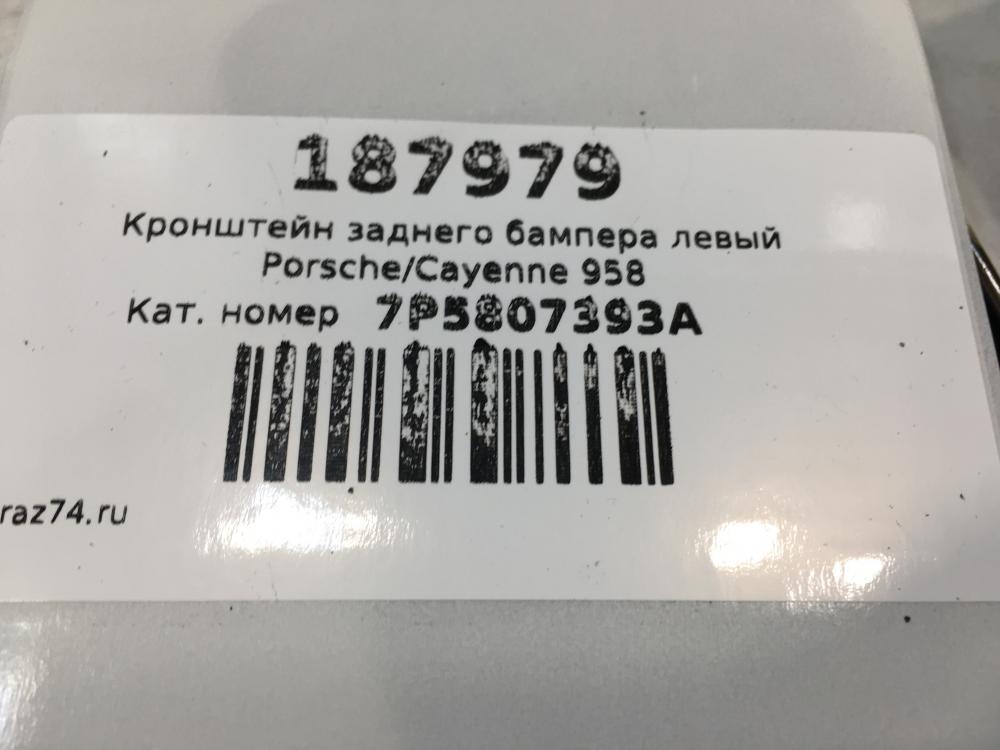 187979
Кронштейн заднего бампера левый
Porsche/Cayenne 958
Кат. номер 7P5807393A
raz74.ru